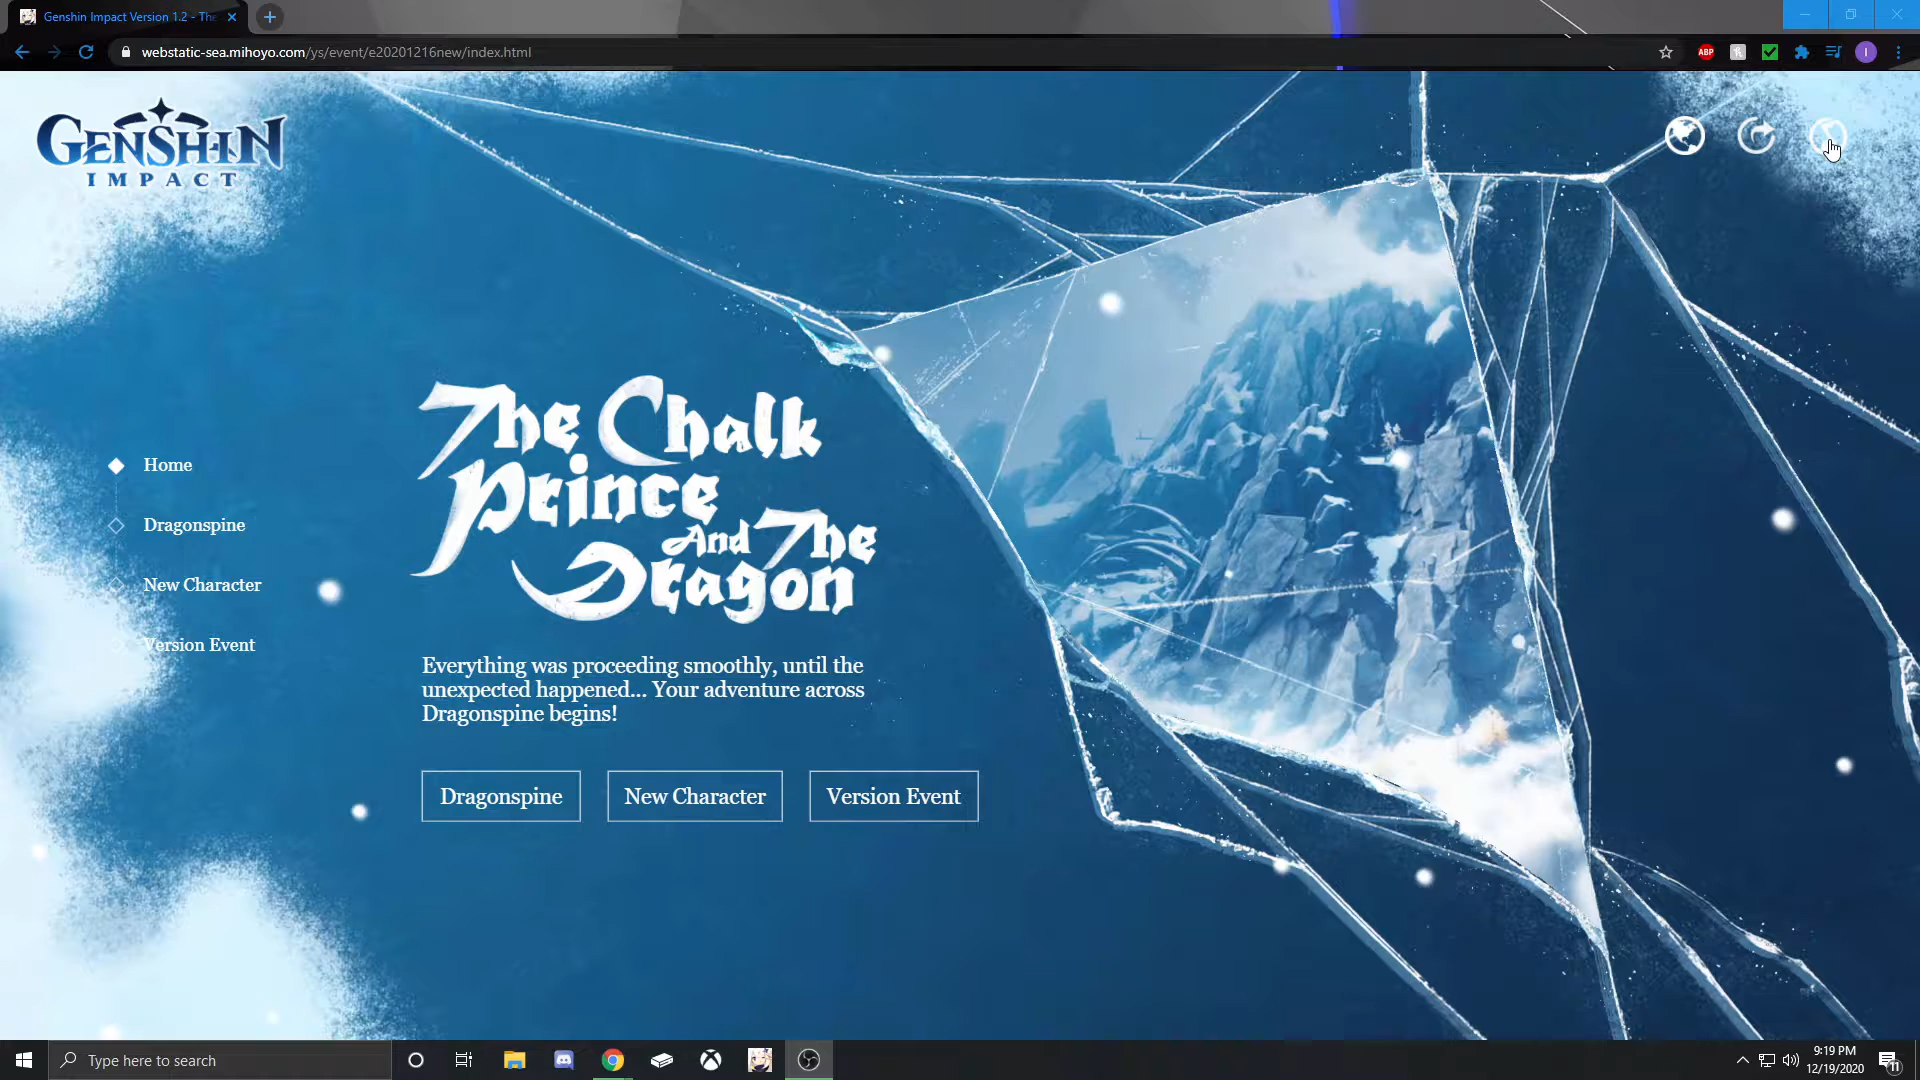 Genshin Impact Version 1.2 - The
webstatic-sea.mihoyo.com/ys/event/e20201216new/index.html
ABP
I
GENSHIN
IMPACT
Home
Dragonspine
New Character
Version Event
The Chalk
Prince
And The
Dragon
Everything was proceeding smoothly, until the
unexpected happened... Your adventure across
Dragonspine begins!
Dragonspine
New Character
Version Event
Type here to search
9:19 PM
12/19/2020
11